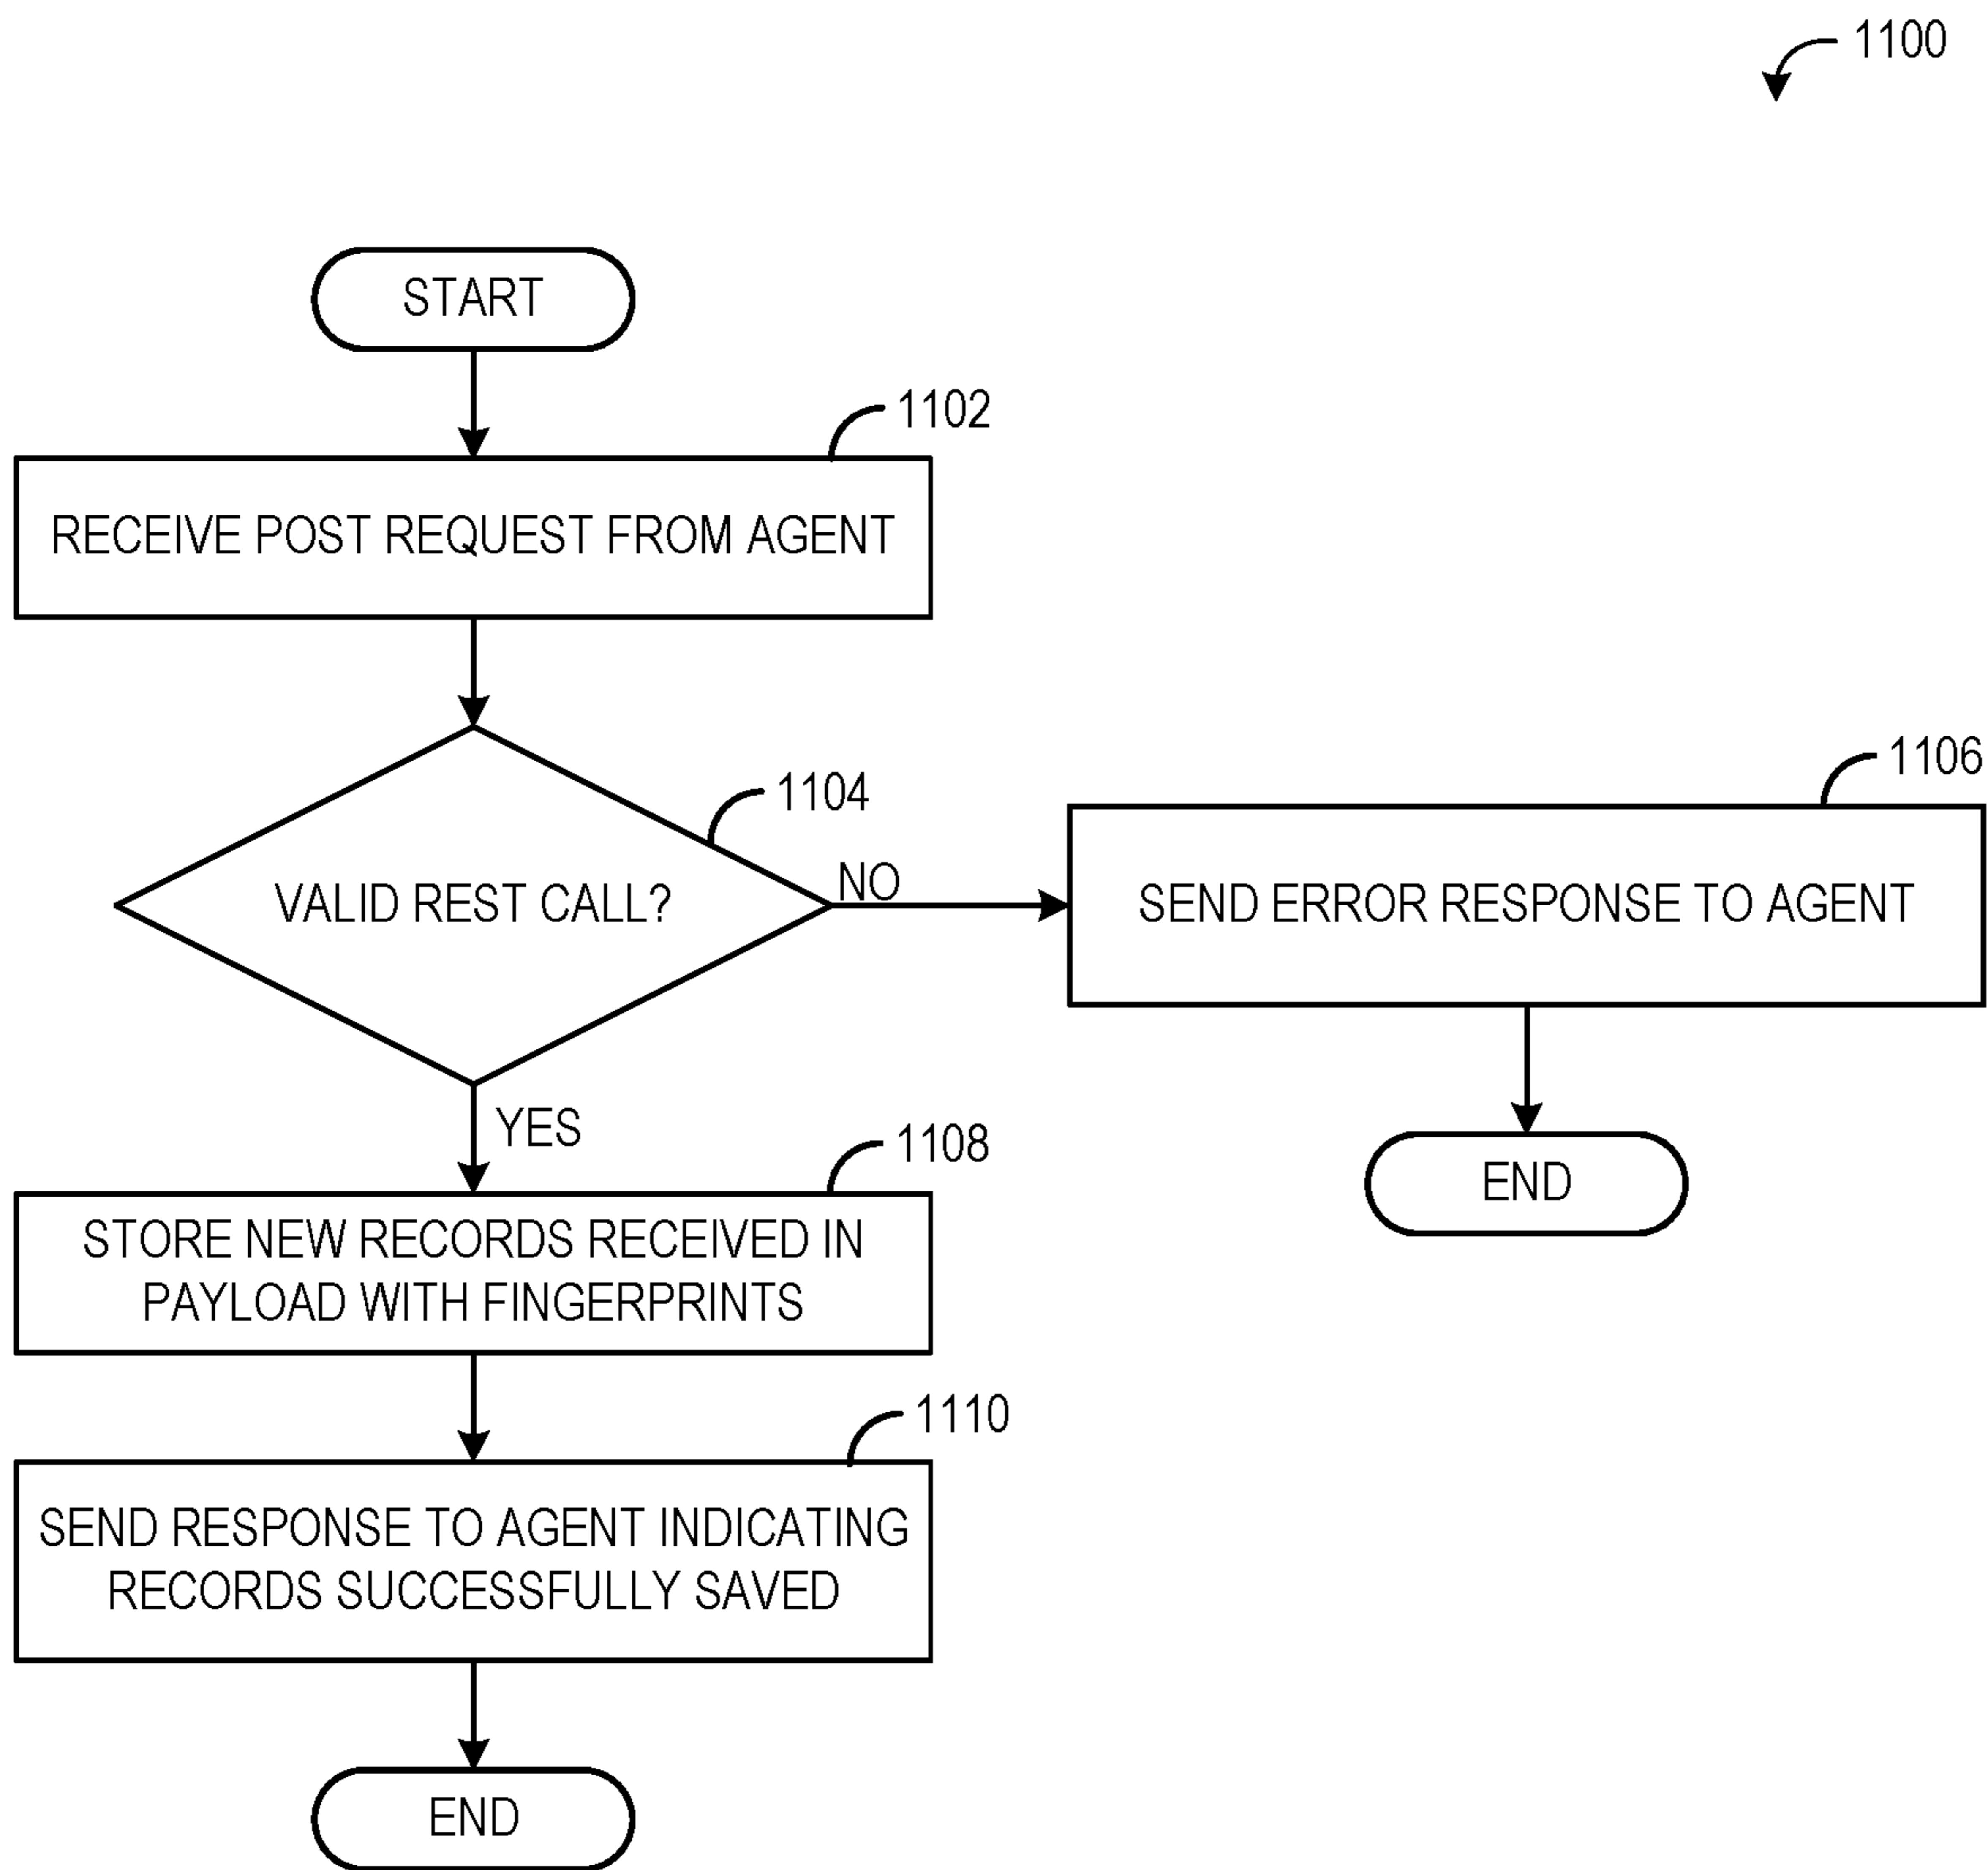 1100
START
1102
RECEIVE POST REQUEST FROM AGENT
1104
VALID REST CALL?
NO
1106
SEND ERROR RESPONSE TO AGENT
END
YES
1108
STORE NEW RECORDS RECEIVED IN
PAYLOAD WITH FINGERPRINTS
1110
SEND RESPONSE TO AGENT INDICATING
RECORDS SUCCESSFULLY SAVED
END